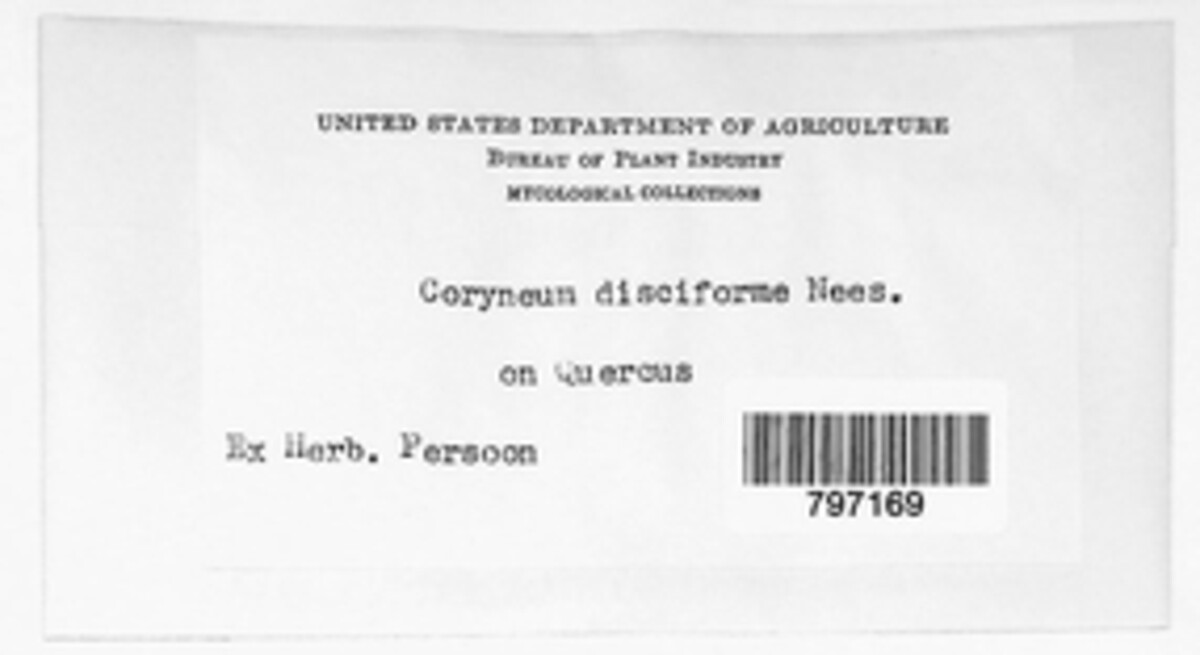 UNITED STATES DEPARTMENT OF AGRICULTURE
BUREAU OF PLANT INDUSTRY
MYCOLOGICAL COLLECTIONS
Coryneum disciforme Nees.
on Quercus
Ex Herb. Persoon
797169